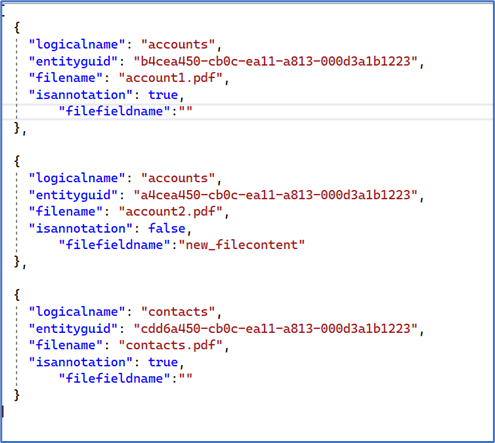 {
"logicalname": "accounts",
"entityguid": "b4cea450-cb0c-ea11-a813-000d3a1b1223",
"filename": "account1.pdf",
"isannotation": true,
"filefieldname":""
},
{
"logicalname": "accounts",
"entityguid": "a4cea450-cb0c-ea11-a813-000d3a1b1223",
"filename": "account2.pdf",
"isannotation": false,
"filefieldname":"new_filecontent"
},
{
"logicalname": "contacts",
"entityguid": "cdd6a450-cb0c-ea11-a813-000d3a1b1223",
"filename": "contacts.pdf",
"isannotation": true,
"filefieldname":""
}